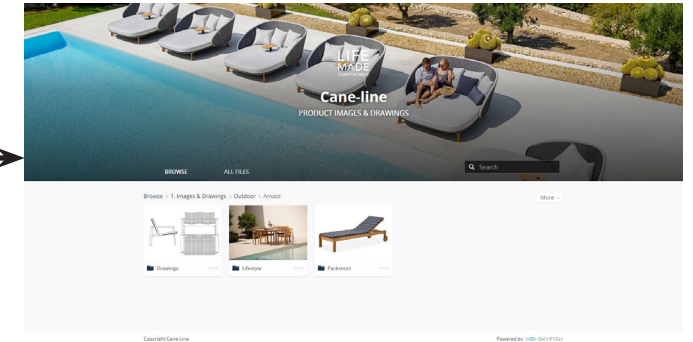 LIFE
MADE
COMFORTABLE
Cane-line
PRODUCT IMAGES & DRAWINGS
BROWSE
ALL FILES
Search
Browse > 1. Images & Drawings > Outdoor > Amaze
More
Drawings
Lifestyle
Packshots
Copyright Cane-Line
Powered by SKYFISH